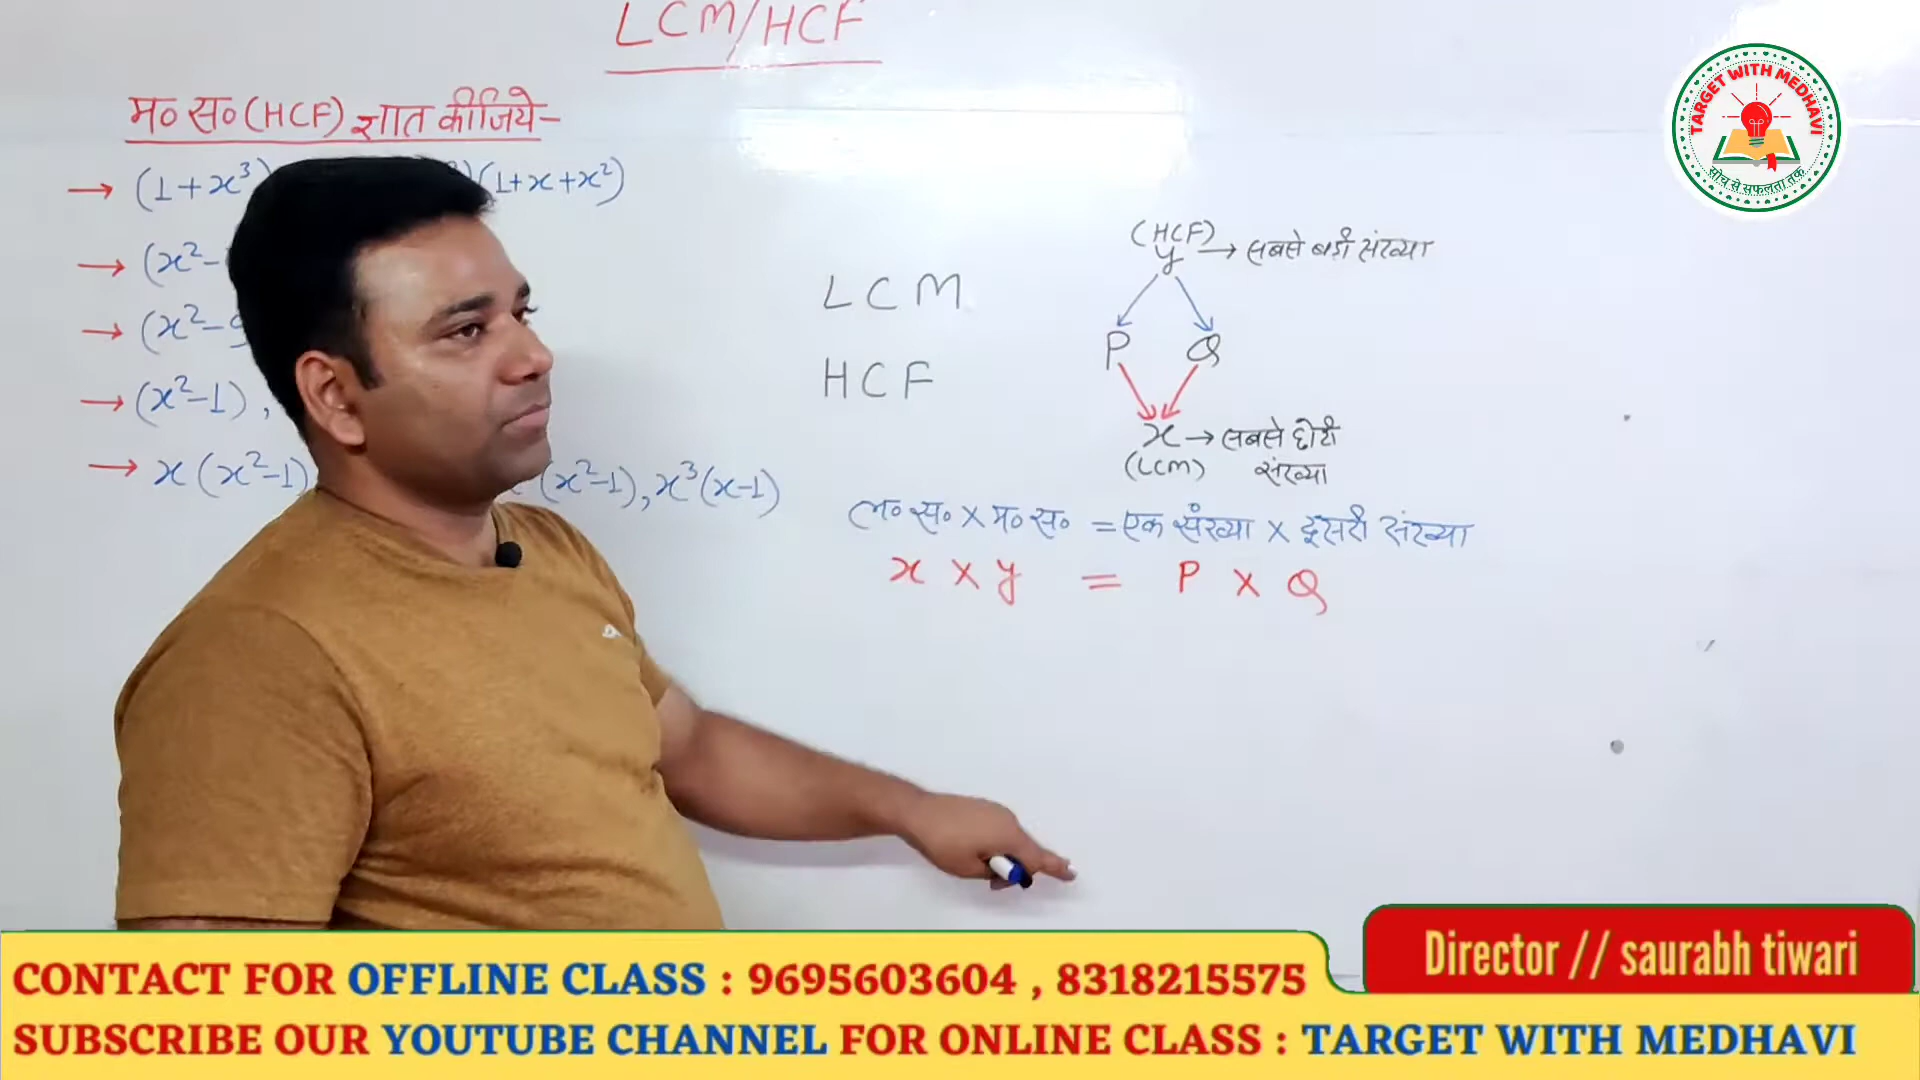 LCM/HCF
म० स० (HCF) ज्ञात कीजिये-
→ (1+x³) (1+x+x²)
→ (x²-
→ (x²-9
→ (x²-1),
→ x(x²-1) (x²-1), x³(x-1)
LCM
HCF
(HCF)
y → सबसे बड़ी संख्या
P Q
x → सबसे छोटी
(LCM) संख्या
ल० स० × म० स० = एक संख्या × दूसरी संख्या
x × y = P × Q
TARGET WITH MEDHAVI
सोच से सफलता तक
Director // saurabh tiwari
CONTACT FOR OFFLINE CLASS : 9695603604 , 8318215575
SUBSCRIBE OUR YOUTUBE CHANNEL FOR ONLINE CLASS : TARGET WITH MEDHAVI